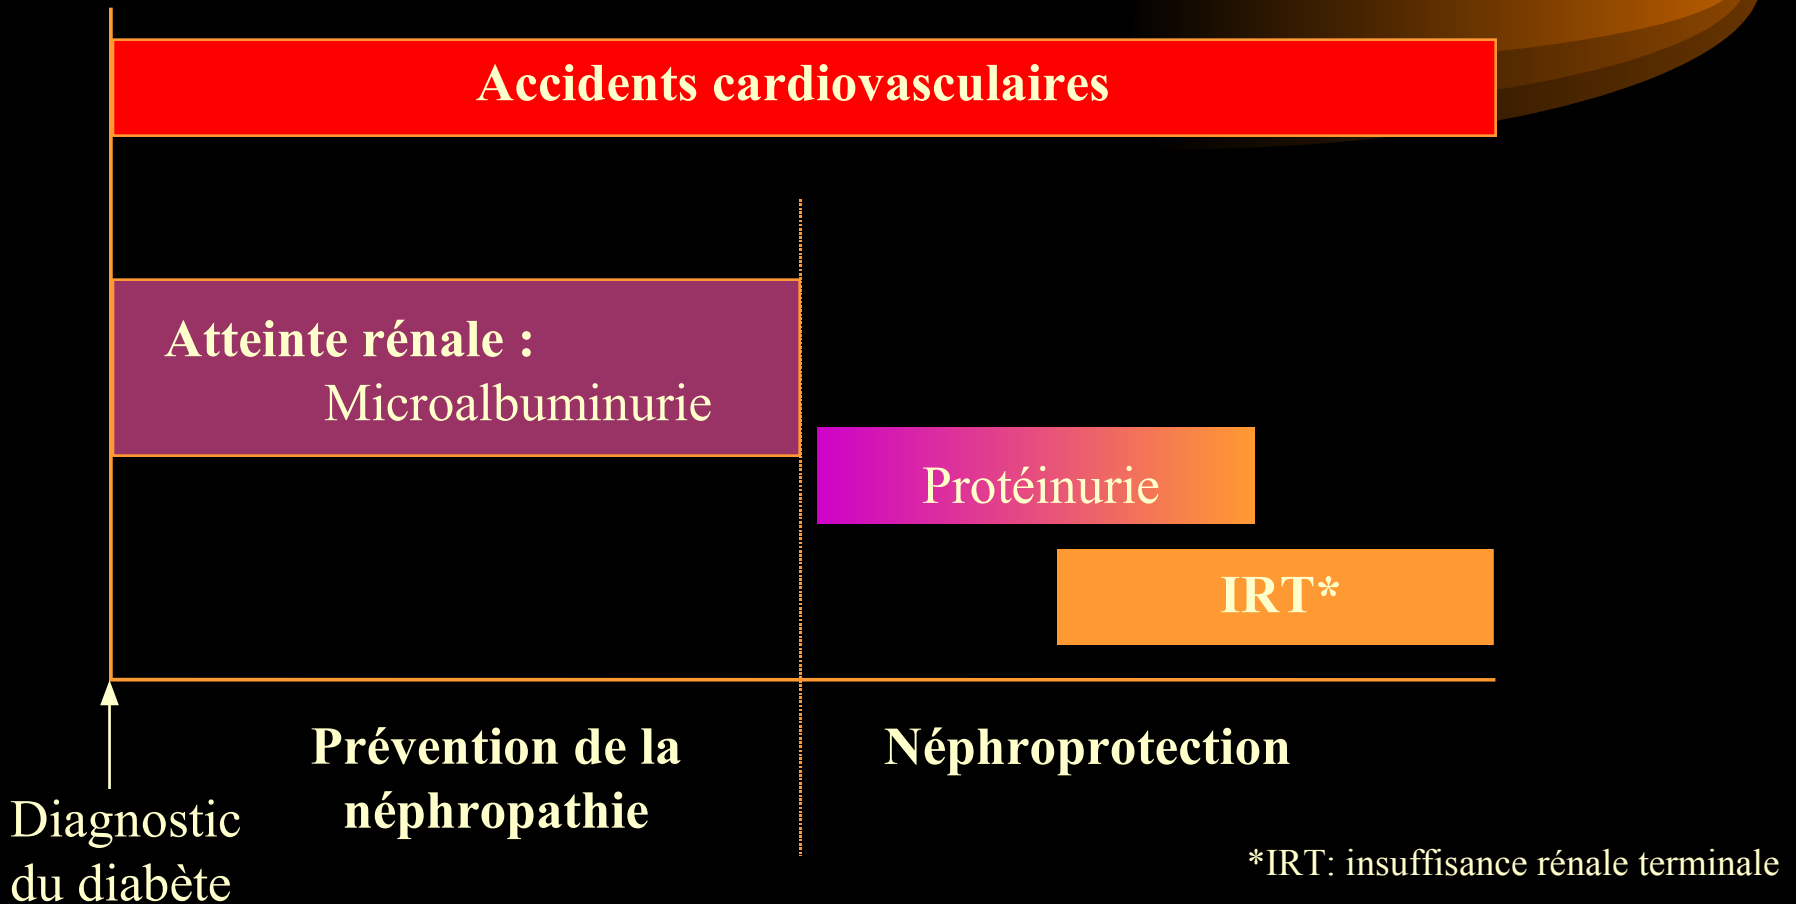 Accidents cardiovasculaires
Atteinte rénale :
Microalbuminurie
Protéinurie
IRT*
Prévention de la
néphropathie
Néphroprotection
Diagnostic
du diabète
*IRT: insuffisance rénale terminale